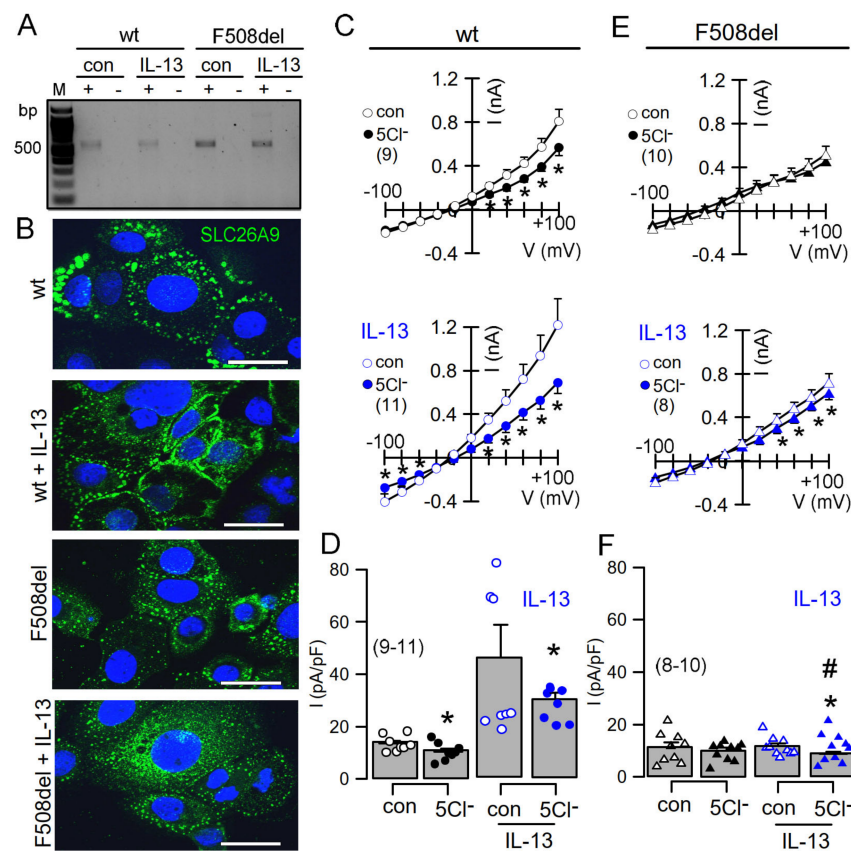 A
wt
F508del
con
IL-13
con
IL-13
M
+
-
+
-
+
-
+
-
bp
500
B
SLC26A9
wt
wt + IL-13
F508del
F508del + IL-13
C
wt
1.2
I (nA)
con
5Cl-
(9)
0.8
0.4
-100
* * * * *
-0.4
+100
V (mV)
IL-13
con
5Cl-
(11)
1.2
I (nA)
0.8
0.4
-100
* * *
* * * * *
-0.4
+100
V (mV)
D
80
60
40
20
0
I (pA/pF)
(9-11)
IL-13
*
*
con
5Cl-
con
5Cl-
IL-13
E
F508del
1.2
I (nA)
con
5Cl-
(10)
0.8
0.4
-100
-0.4
+100
V (mV)
IL-13
con
5Cl-
(8)
1.2
I (nA)
0.8
0.4
-100
* * * *
-0.4
+100
V (mV)
F
80
60
40
20
0
I (pA/pF)
(8-10)
IL-13
#
*
con
5Cl-
con
5Cl-
IL-13